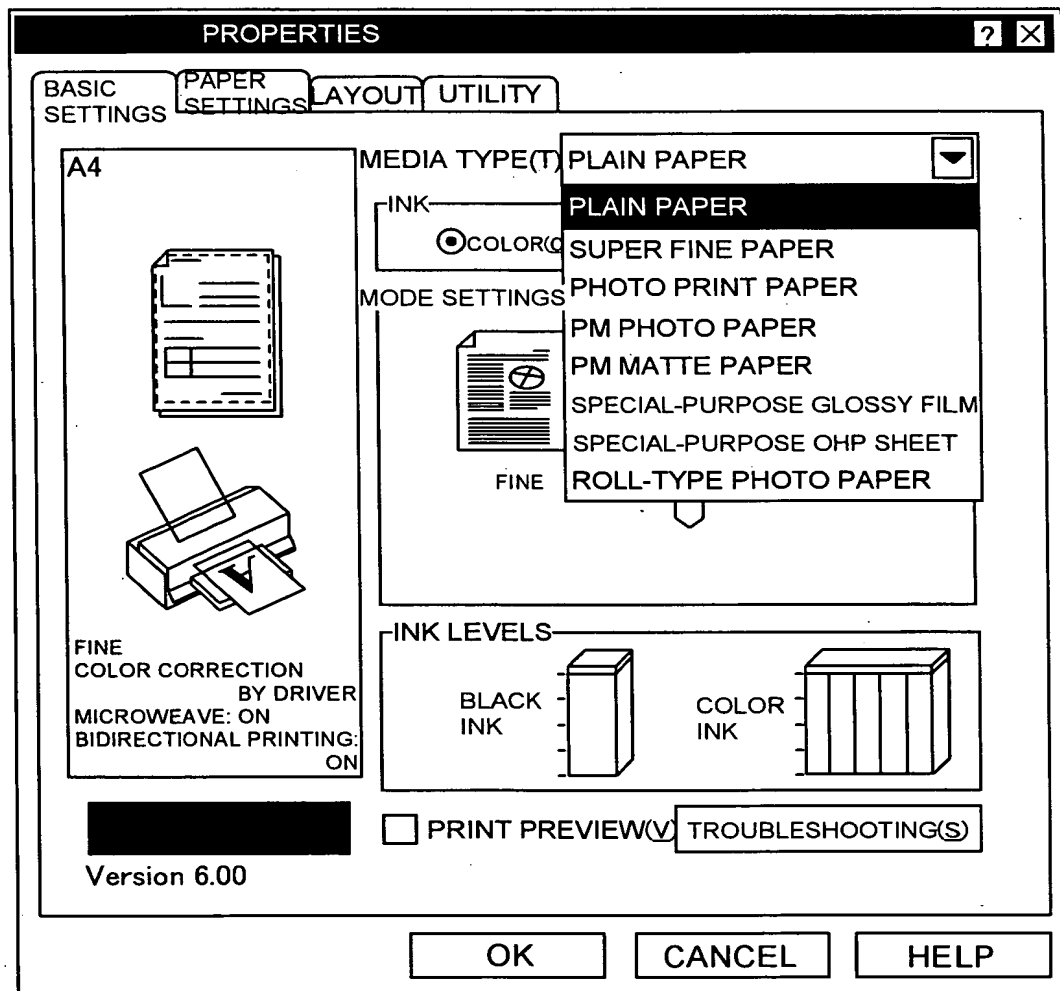 PROPERTIES ?
BASIC
SETTINGS
PAPER
SETTINGS
LAYOUT
UTILITY
A4
MEDIA TYPE(T) PLAIN PAPER
PLAIN PAPER
SUPER FINE PAPER
PHOTO PRINT PAPER
PM PHOTO PAPER
PM MATTE PAPER
SPECIAL-PURPOSE GLOSSY FILM
SPECIAL-PURPOSE OHP SHEET
ROLL-TYPE PHOTO PAPER
INK
COLOR(C
MODE SETTINGS
FINE
A
FINE
COLOR CORRECTION
BY DRIVER
MICROWEAVE: ON
BIDIRECTIONAL PRINTING:
ON
INK LEVELS
BLACK
INK
COLOR
INK
PRINT PREVIEW(V)
TROUBLESHOOTING(S)
Version 6.00
OK
CANCEL
HELP